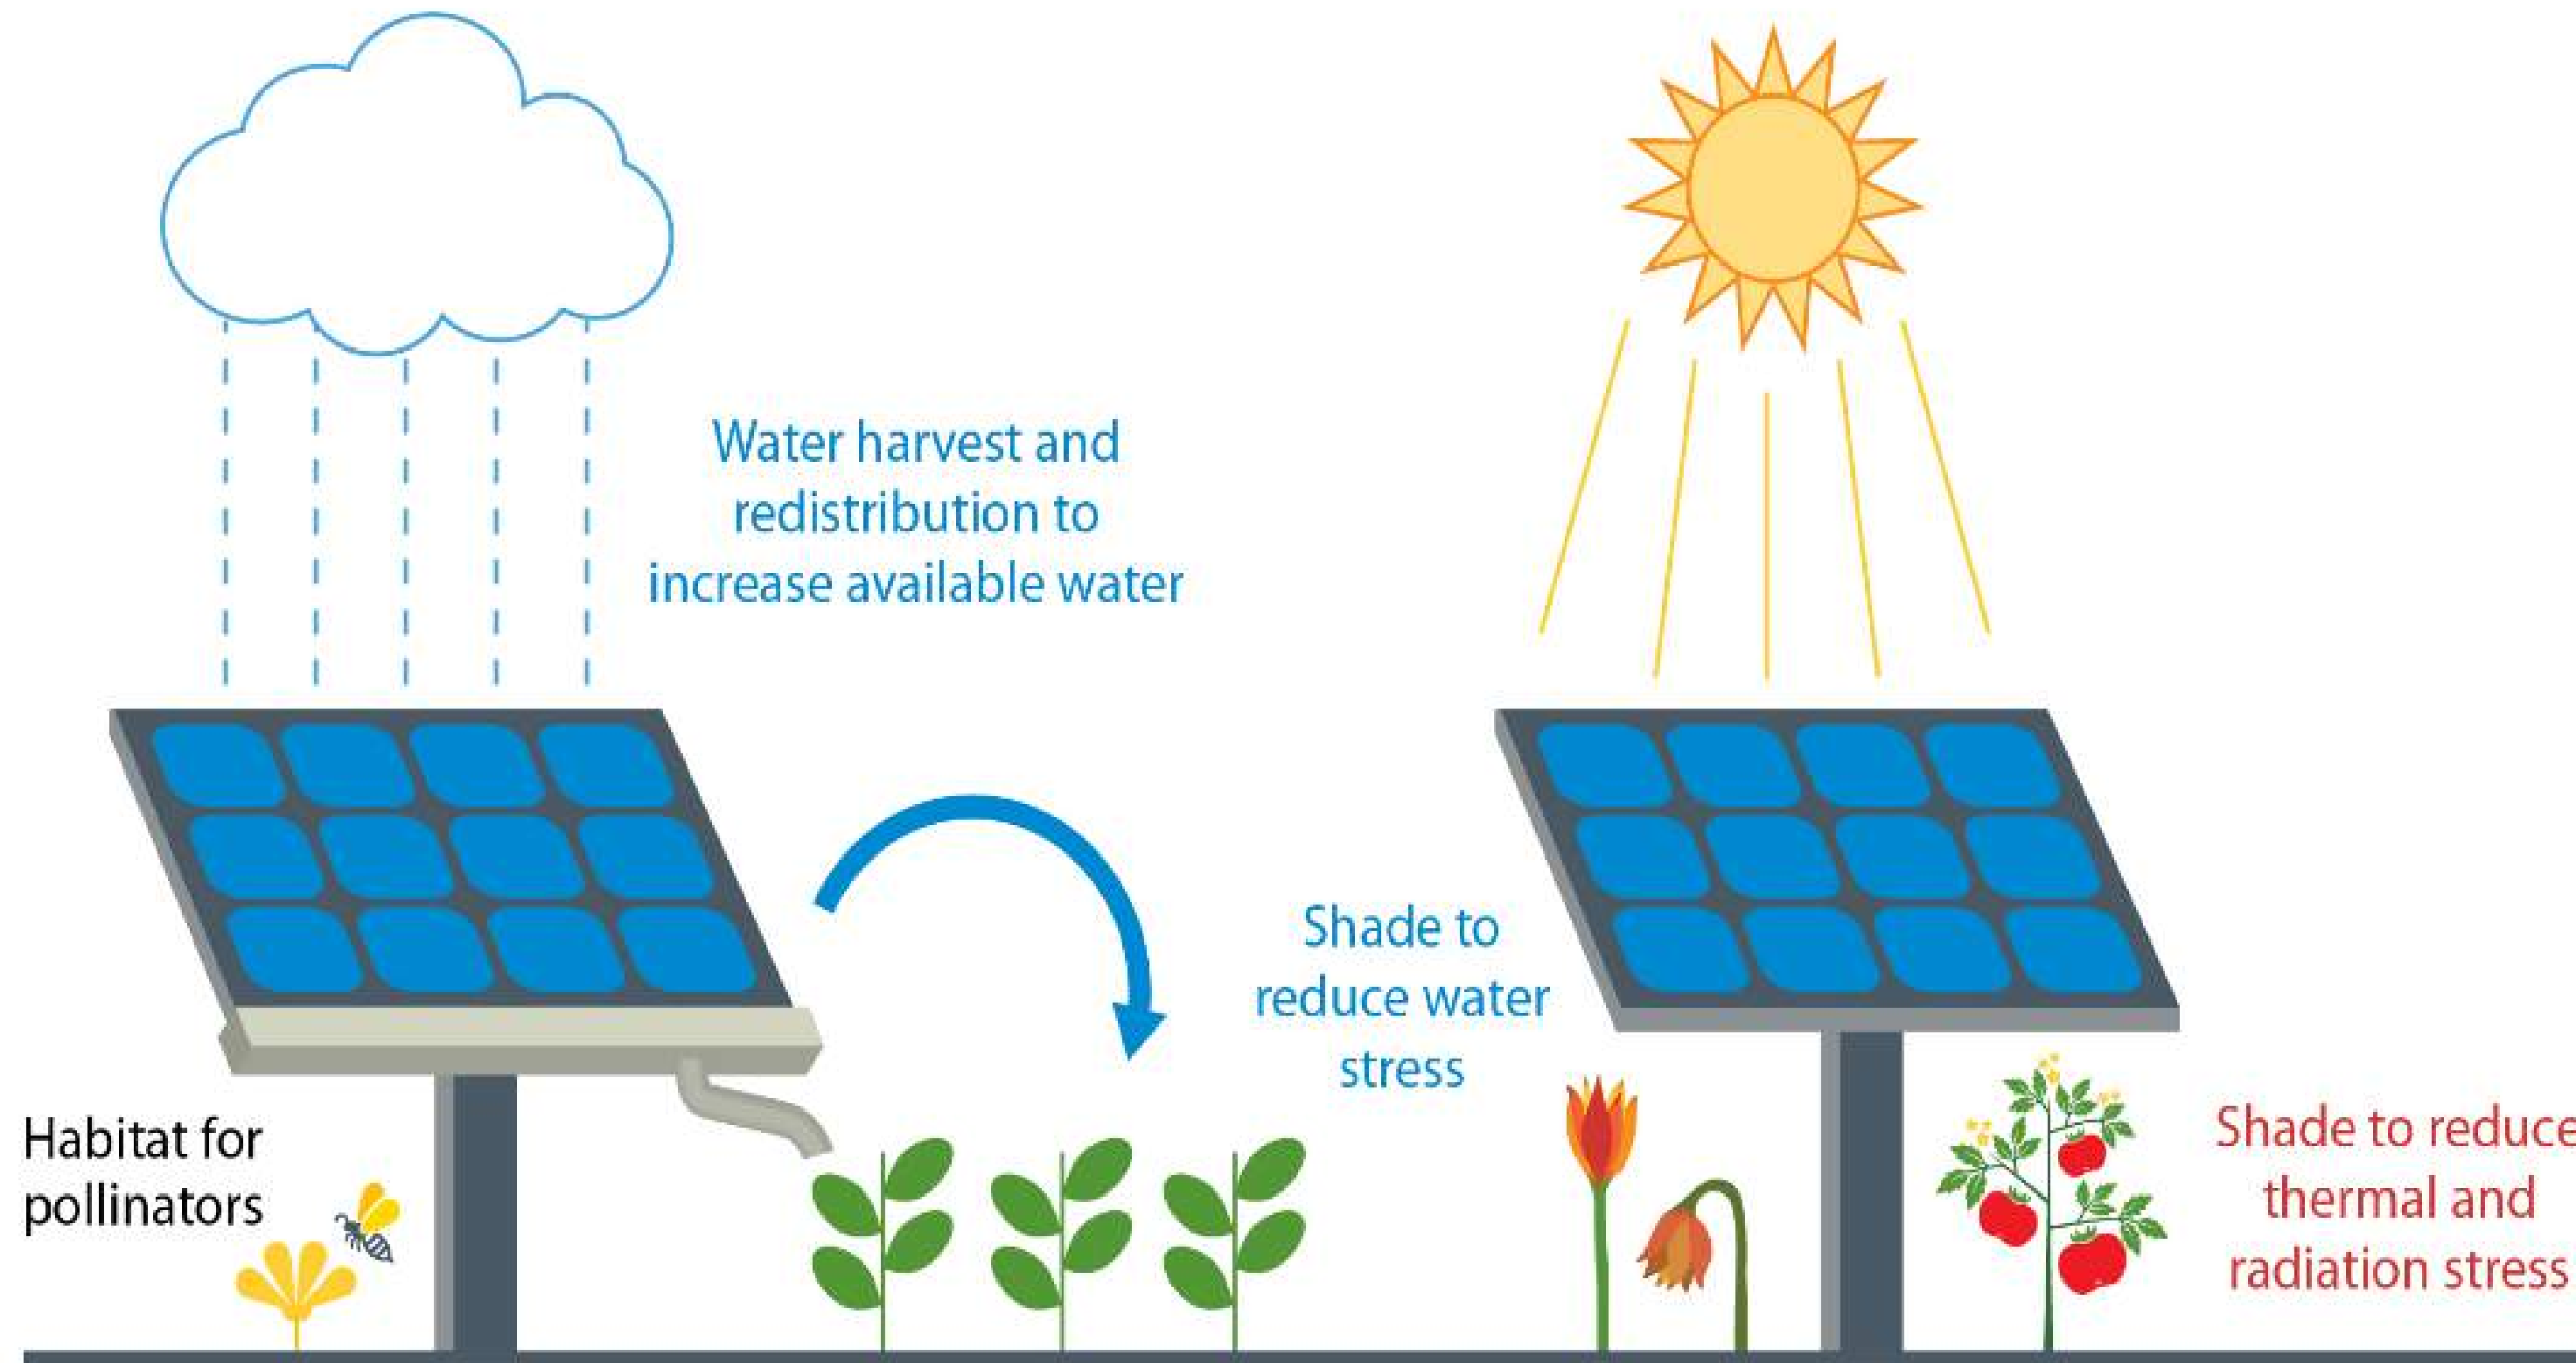 Water harvest and
redistribution to
increase available water
Shade to
reduce water
stress
Habitat for
pollinators
Shade to reduce
thermal and
radiation stress